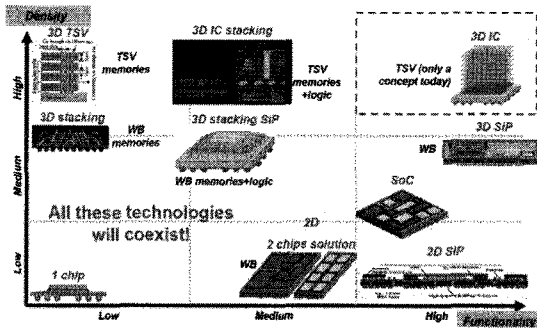 Density
3D TSV
TSV
memories
3D IC stacking
TSV
memories
+logic
3D IC
TSV (only a
concept today)
High
3D stacking
WB
memories
3D stacking SiP
WB memories+logic
3D SiP
WB
Medium
SoC
All these technologies
will coexist!
2D
2 chips solution
WB
2D SiP
Low
1 chip
Low
Medium
High
Functionality